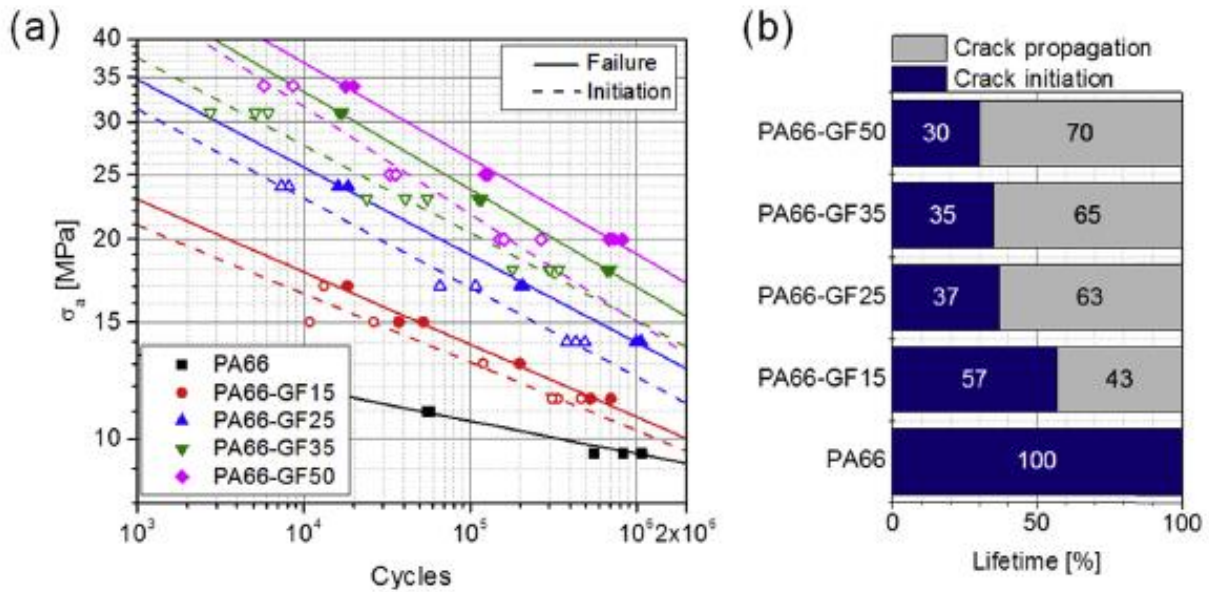 (a)
40
35
30
25
20
15
10
σa [MPa]
Failure
Initiation
PA66
PA66-GF15
PA66-GF25
PA66-GF35
PA66-GF50
10³ 10⁴ 10⁵ 10⁶ 2x10⁶
Cycles
(b)
Crack propagation
Crack initiation
PA66-GF50 30 70
PA66-GF35 35 65
PA66-GF25 37 63
PA66-GF15 57 43
PA66 100
0 50 100
Lifetime [%]